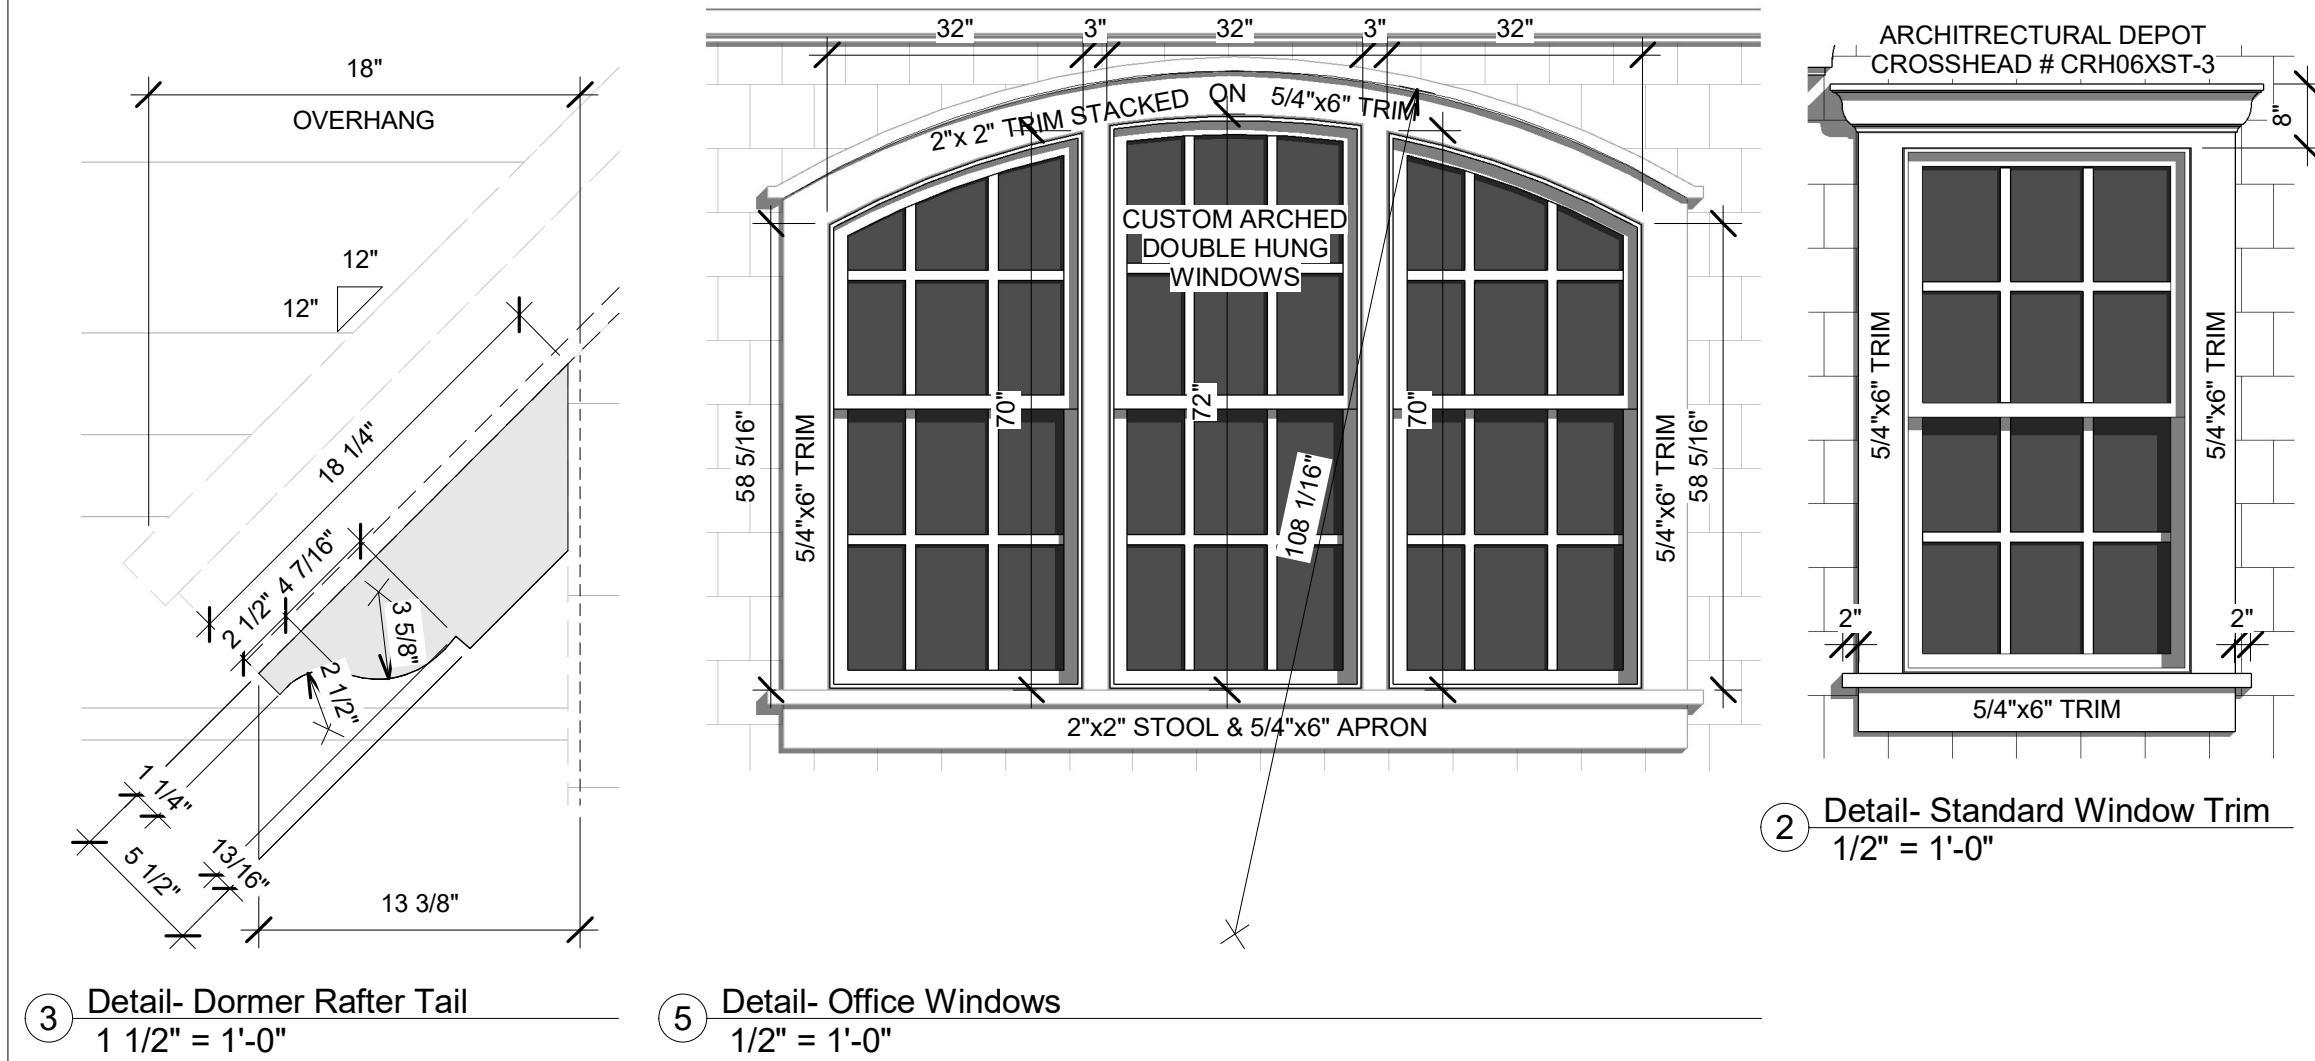 18"
OVERHANG
12"
12"
18 1/4"
4 7/16"
2 1/2"
3 5/8"
2 1/2"
1 1/4"
5 1/2"
13/16"
13 3/8"
3
Detail- Dormer Rafter Tail
1 1/2" = 1'-0"
32"
3"
32"
3"
32"
2"x 2" TRIM STACKED ON 5/4"x6" TRIM
CUSTOM ARCHED
DOUBLE HUNG
WINDOWS
58 5/16"
5/4"x6" TRIM
70"
72"
108 1/16"
70"
5/4"x6" TRIM
58 5/16"
2"x2" STOOL & 5/4"x6" APRON
5
Detail- Office Windows
1/2" = 1'-0"
ARCHITRECTURAL DEPOT
CROSSHEAD # CRH06XST-3
8"
5/4"x6" TRIM
5/4"x6" TRIM
2"
2"
5/4"x6" TRIM
2
Detail- Standard Window Trim
1/2" = 1'-0"